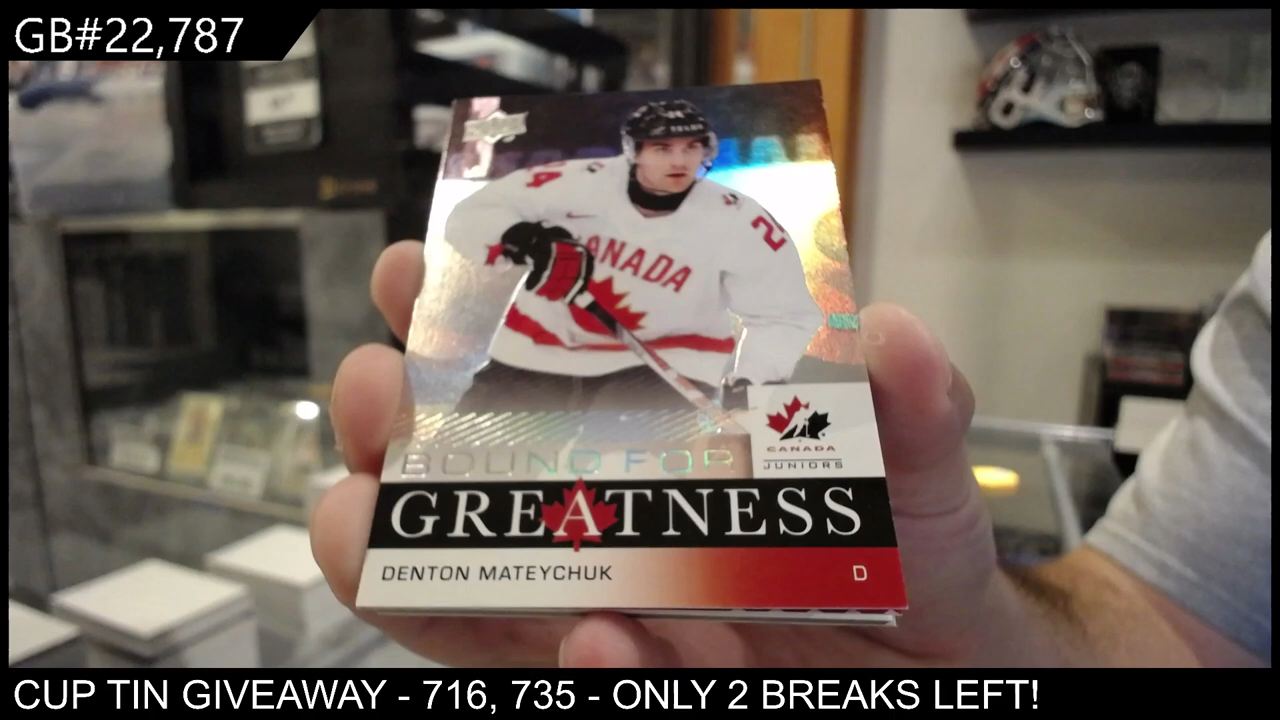 GB#22,787
24
CANADA
BOUND FOR
GREATNESS
CANADA
JUNIORS
DENTON MATEYCHUK
D
CUP TIN GIVEAWAY - 716, 735 - ONLY 2 BREAKS LEFT!